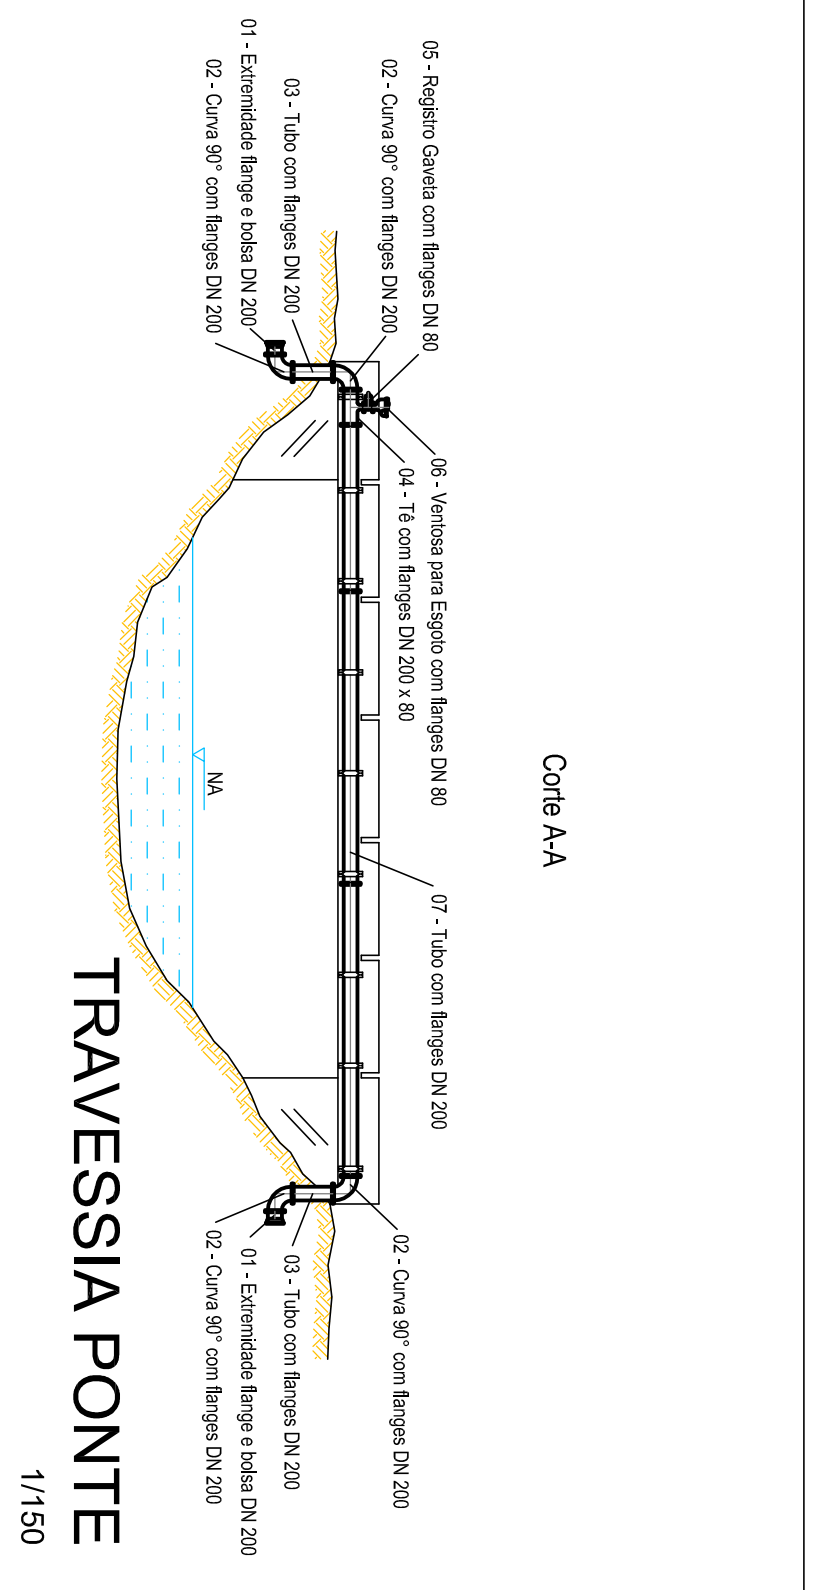 Corte A-A
05 - Registro Gaveta com flanges DN 80
02 - Curva 90° com flanges DN 200
03 - Tubo com flanges DN 200
01 - Extremidade flange e bolsa DN 200
02 - Curva 90° com flanges DN 200
06 - Ventosa para Esgoto com flanges DN 80
04 - Tê com flanges DN 200 x 80
07 - Tubo com flanges DN 200
NA
02 - Curva 90° com flanges DN 200
03 - Tubo com flanges DN 200
01 - Extremidade flange e bolsa DN 200
02 - Curva 90° com flanges DN 200
TRAVESSIA PONTE
1/150